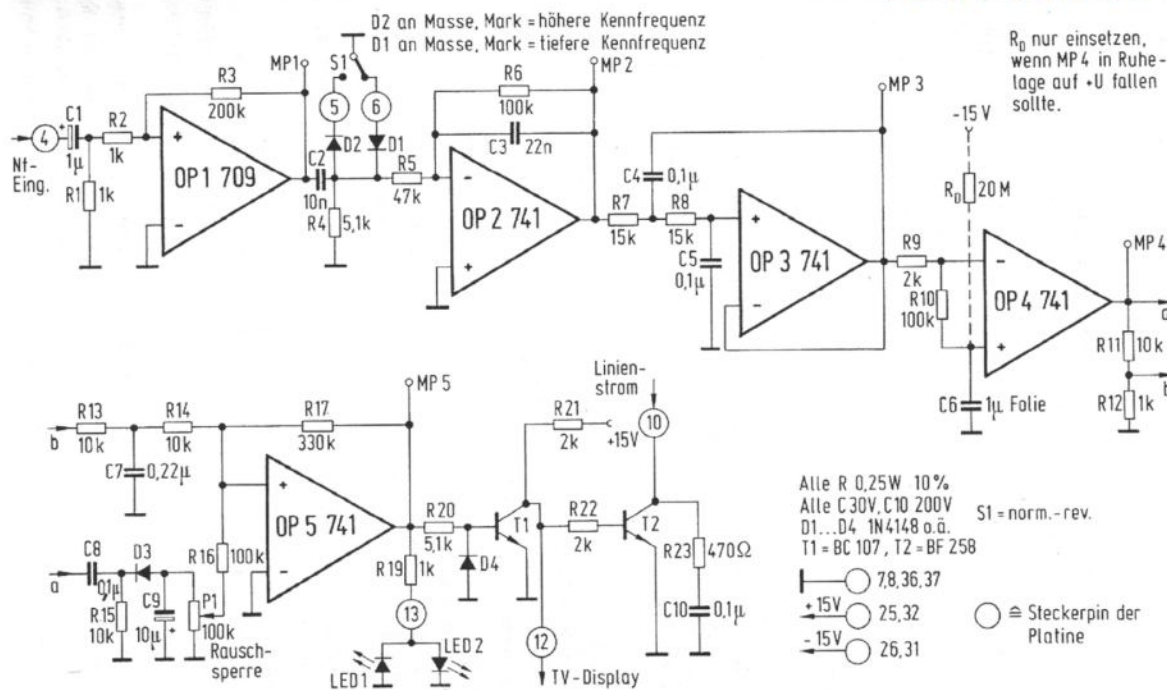 D2 an Masse, Mark = höhere Kennfrequenz
D1 an Masse, Mark = tiefere Kennfrequenz
R_D nur einsetzen,
wenn MP4 in Ruhe-
lage auf +U fallen
sollte.
MP1
S1
MP2
MP3
R3
200k
5
6
R6
100k
-15V
C1
4
+
1µ
R2
1k
Nf-
Eing.
R1
1k
+
-
OP1 709
D2
D1
C2
10n
R4
5,1k
R5
47k
C3
22n
-
+
OP2 741
C4
0,1µ
R7
15k
R8
15k
C5
0,1µ
+
-
OP3 741
R_D
20M
R9
2k
R10
100k
-
+
OP4 741
MP4
a
R11
10k
b
R12
1k
C6
1µ Folie
MP5
Linien-
strom
R13
10k
b
R14
10k
R17
330k
R21
2k
+15V
10
C7
0,22µ
+
-
OP5 741
R20
5,1k
T1
R22
2k
T2
R16
100k
R19
1k
D4
R23
470Ω
C8
a
0,1µ
D3
R15
10k
C9
10µ
+
P1
100k
Rausch-
sperre
13
LED1
LED2
12
TV-Display
C10
0,1µ
Alle R 0,25W 10%
Alle C30V, C10 200V
D1...D4 1N4148 o.ä.
T1 = BC 107, T2 = BF 258
S1 = norm.-rev.
7,8,36,37
+15V
25,32
-15V
26,31
≙ Steckerpin der
Platine